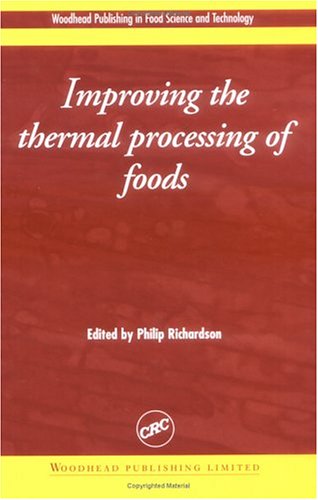 Woodhead Publishing in Food Science and Technology
Improving the
thermal processing of
foods
Edited by Philip Richardson
CRC
WOODHEAD PUBLISHING LIMITED
Copyrighted Material